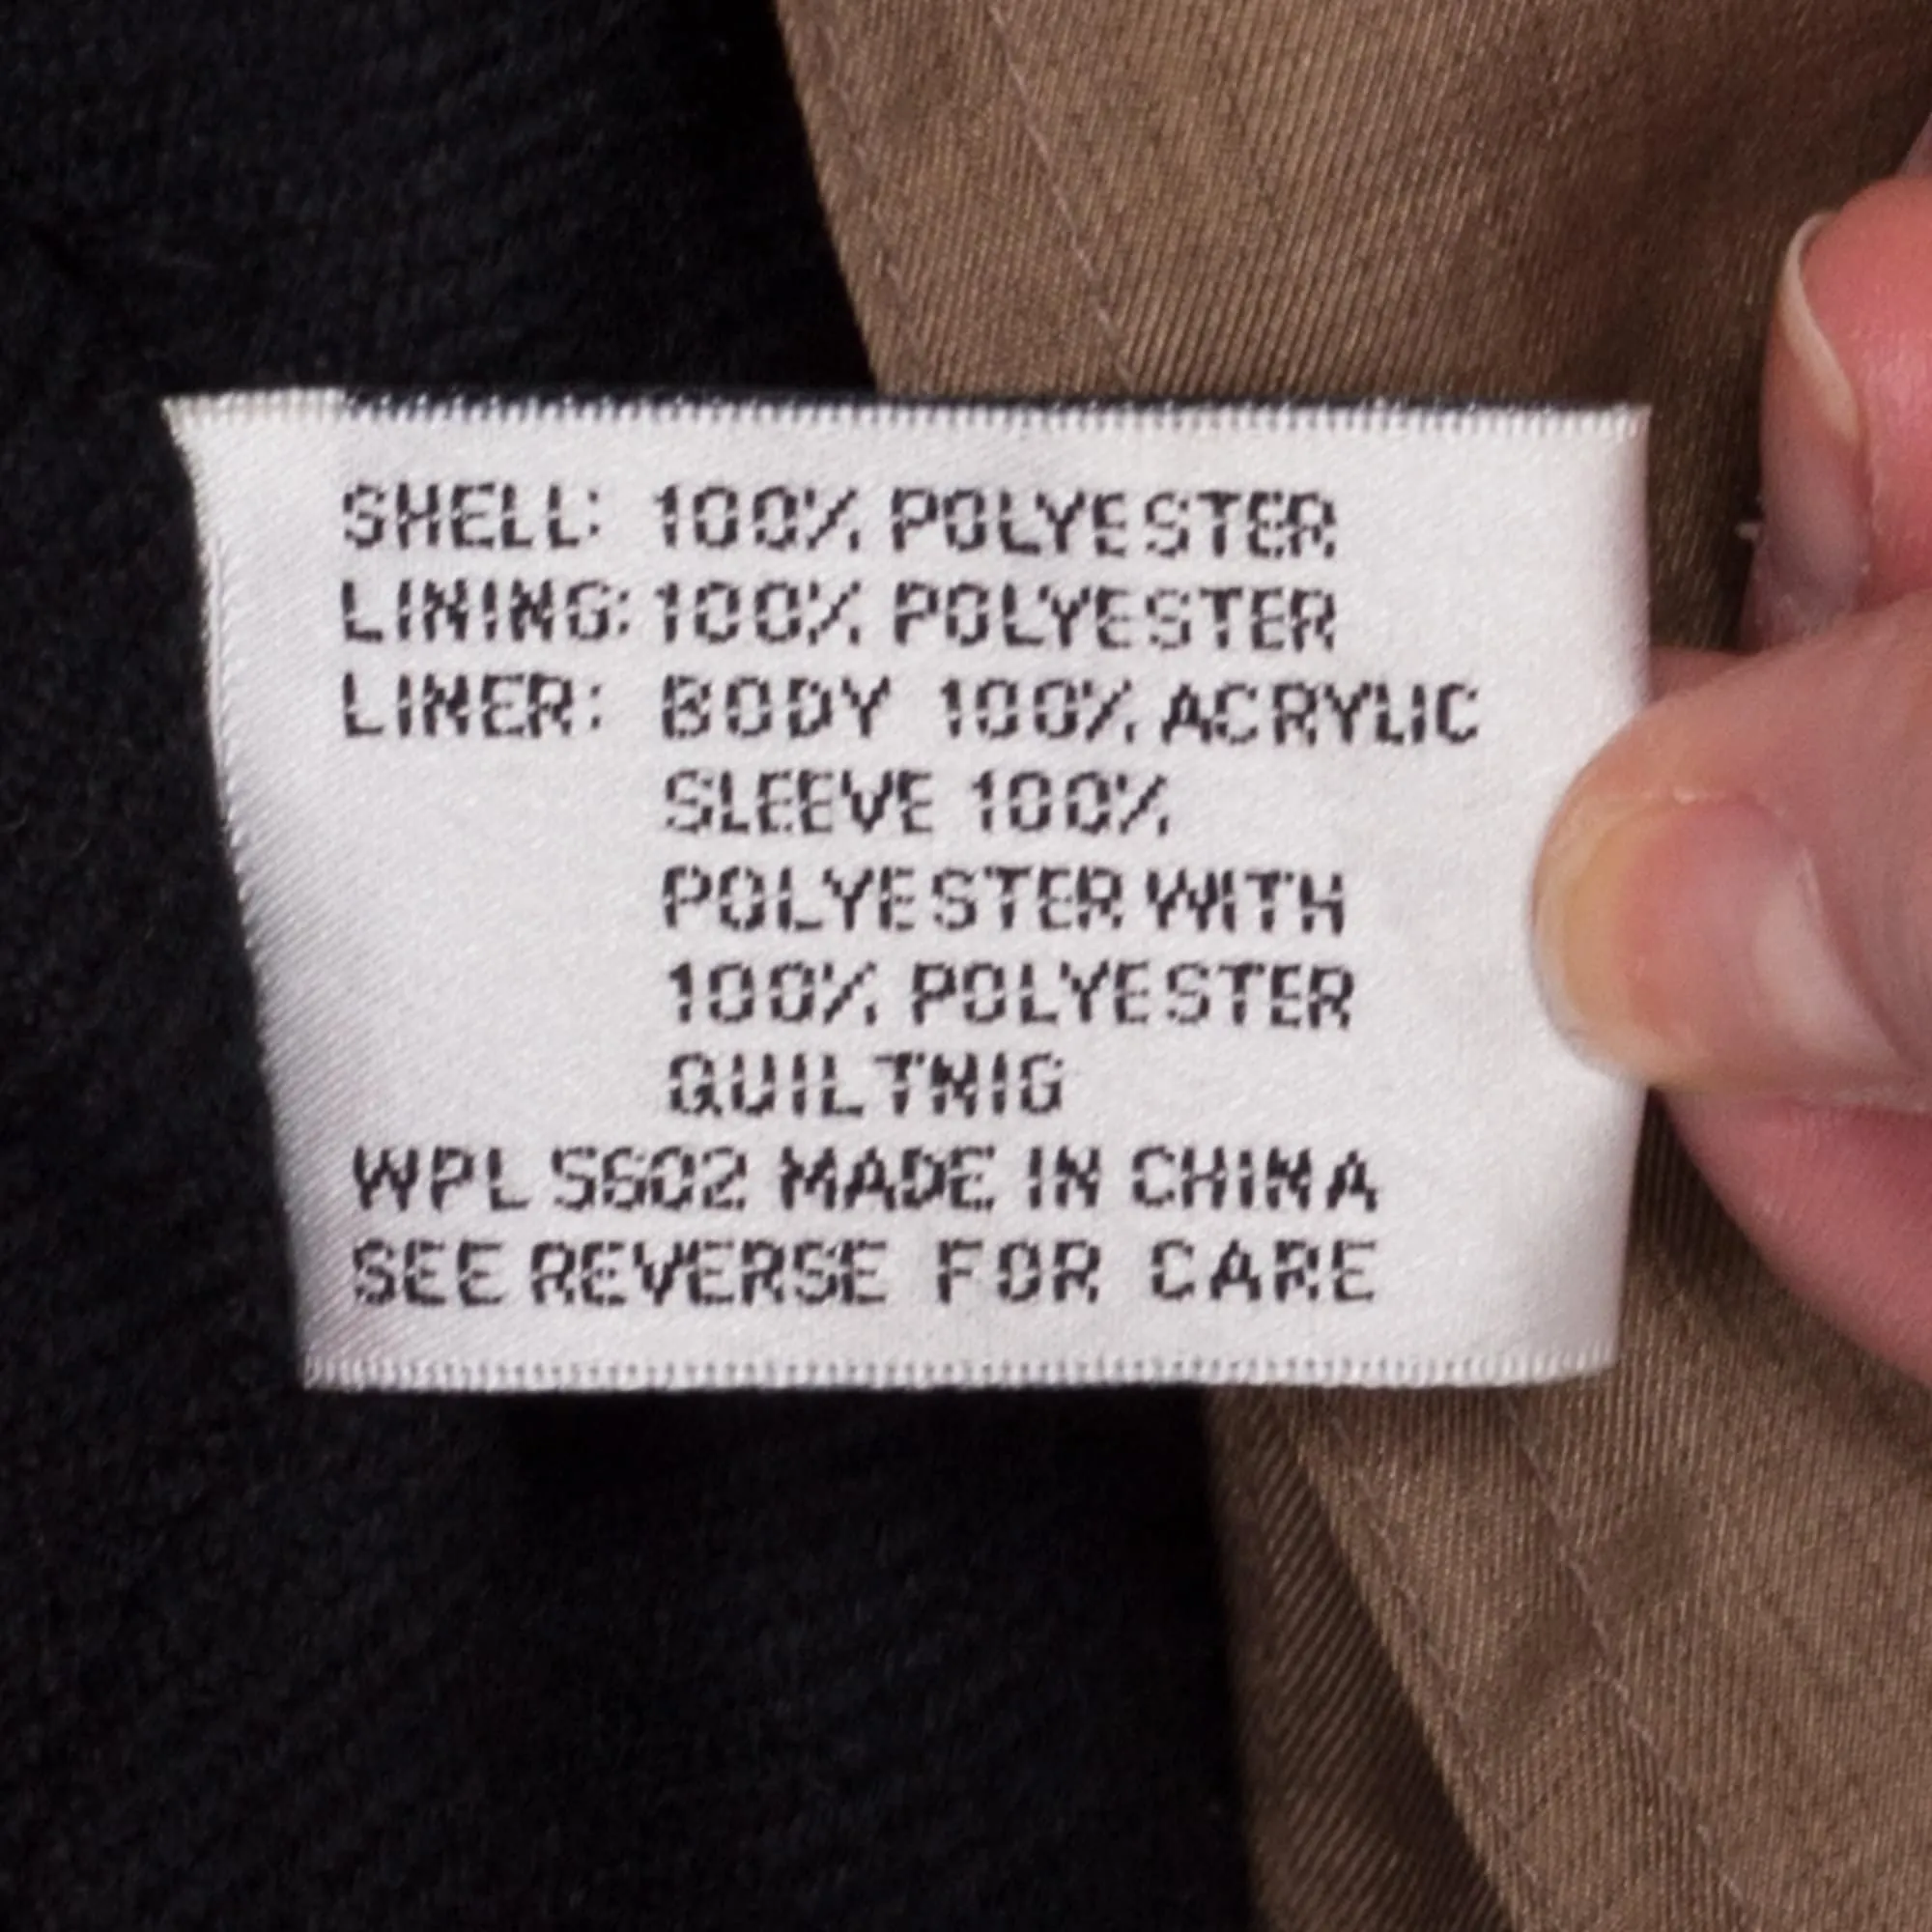 SHELL: 100% POLYESTER
LINING: 100% POLYESTER
LINER: BODY 100% ACRYLIC
SLEEVE 100%
POLYESTER WITH
100% POLYESTER
QUILTNIG
WPL 5602 MADE IN CHINA
SEE REVERSE FOR CARE